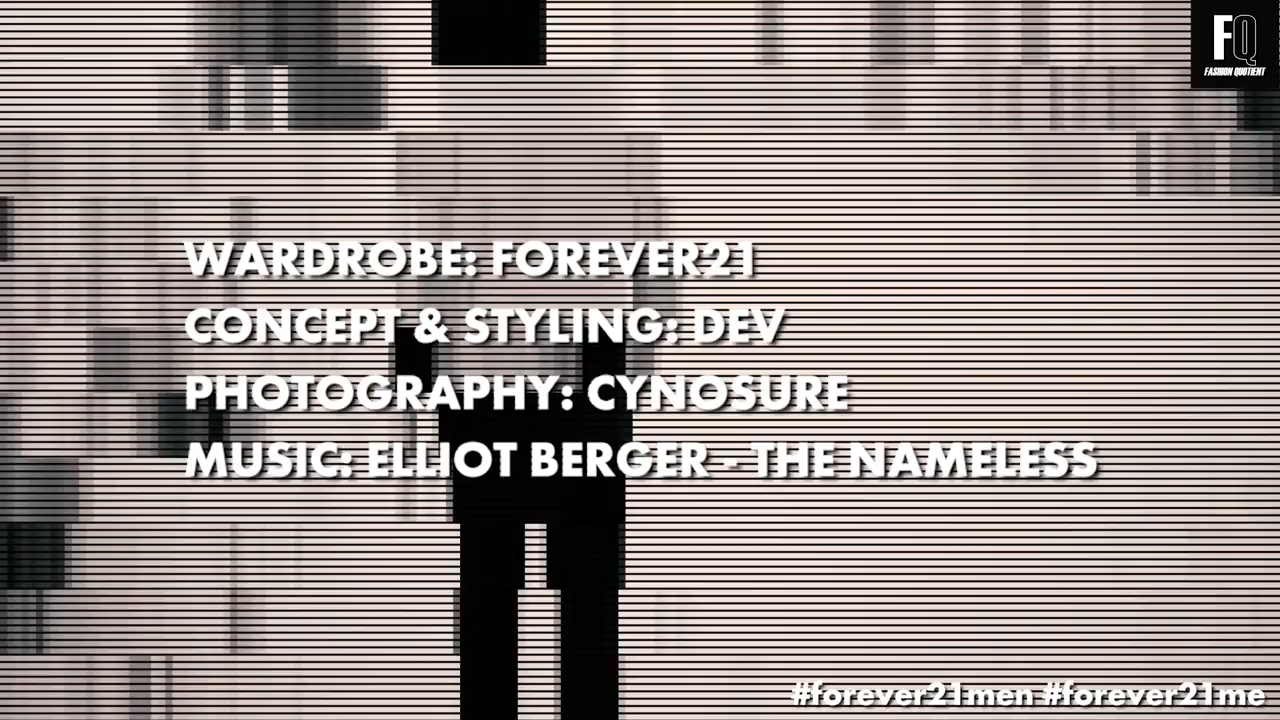 FQ
FASHION QUOTIENT
WARDROBE: FOREVER21
CONCEPT & STYLING: DEV
PHOTOGRAPHY: CYNOSURE
MUSIC: ELLIOT BERGER - THE NAMELESS
#forever21men #forever21me